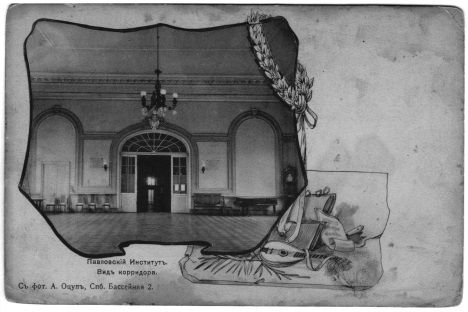 Павловскій Институтъ.
Видъ корридора.
Съ фот. А. Оцупъ, Спб. Бассейная 2.